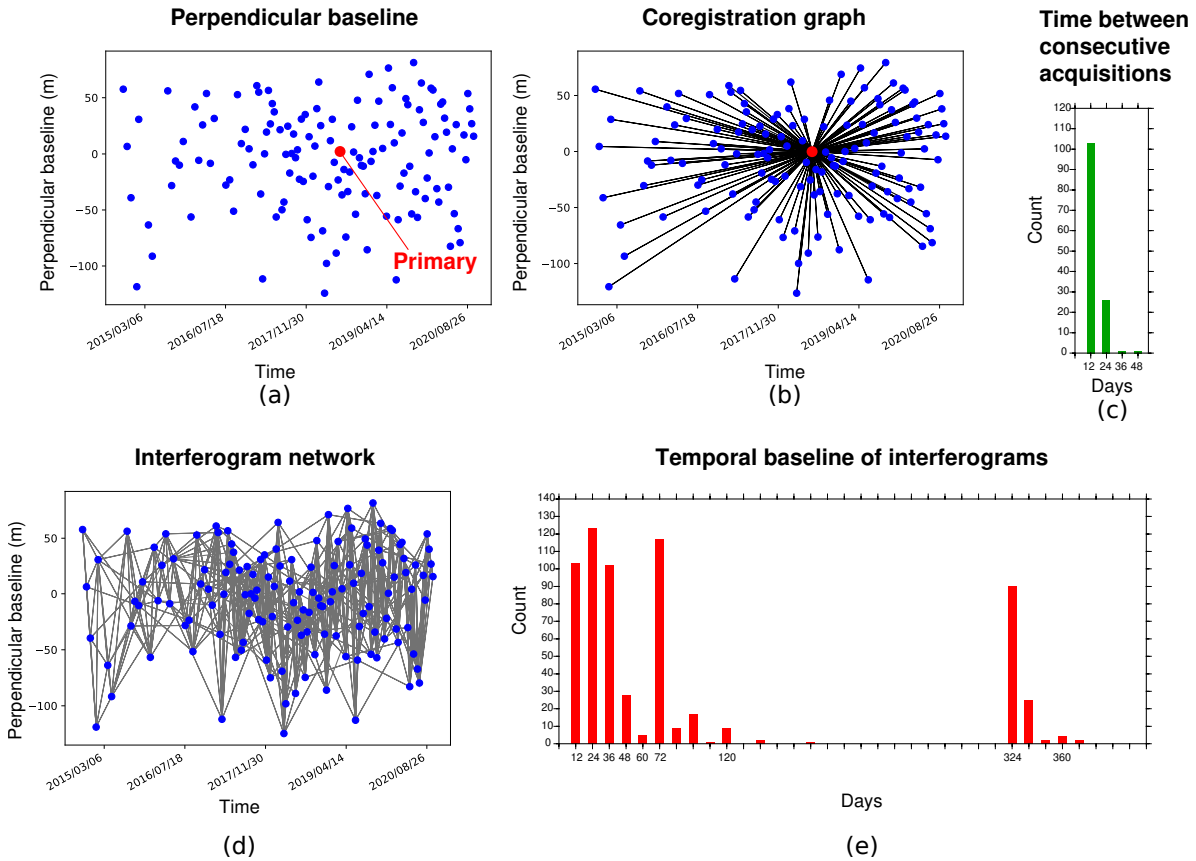 Perpendicular baseline
Perpendicular baseline (m)
50
0
−50
−100
Primary
2015/03/06
2016/07/18
2017/11/30
2019/04/14
2020/08/26
Time
(a)
Coregistration graph
Perpendicular baseline (m)
50
0
−50
−100
2015/03/06
2016/07/18
2017/11/30
2019/04/14
2020/08/26
Time
(b)
Time between
consecutive
acquisitions
Count
120
110
100
90
80
70
60
50
40
30
20
10
0
12 24 36 48
Days
(c)
Interferogram network
Perpendicular baseline (m)
50
0
−50
−100
2015/03/06
2016/07/18
2017/11/30
2019/04/14
2020/08/26
Time
(d)
Temporal baseline of interferograms
Count
140
130
120
110
100
90
80
70
60
50
40
30
20
10
0
12 24 36 48 60 72 120 324 360
Days
(e)